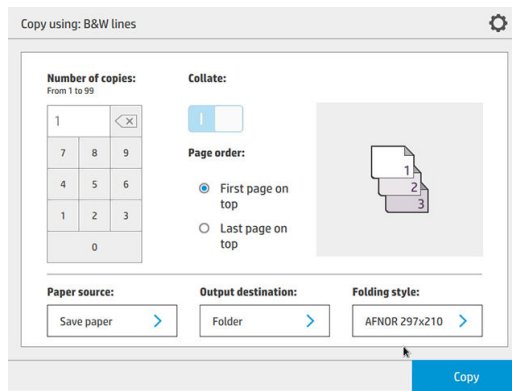 Copy using: B&W lines
Number of copies:
From 1 to 99
1
7 8 9
4 5 6
1 2 3
0
Collate:
Page order:
First page on
top
Last page on
top
1
2
3
Paper source:
Save paper
Output destination:
Folder
Folding style:
AFNOR 297x210
Copy